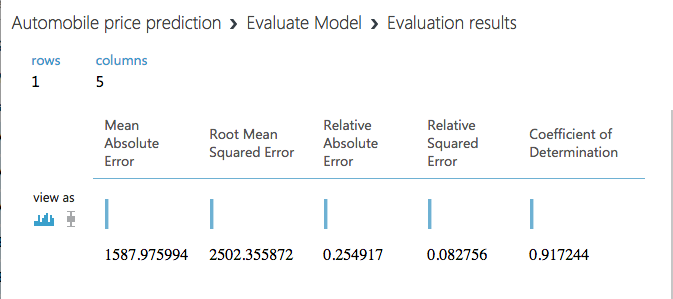 Automobile price prediction › Evaluate Model › Evaluation results
rows columns
1 5
Mean Absolute Error
Root Mean Squared Error
Relative Absolute Error
Relative Squared Error
Coefficient of Determination
view as
1587.975994 2502.355872 0.254917 0.082756 0.917244